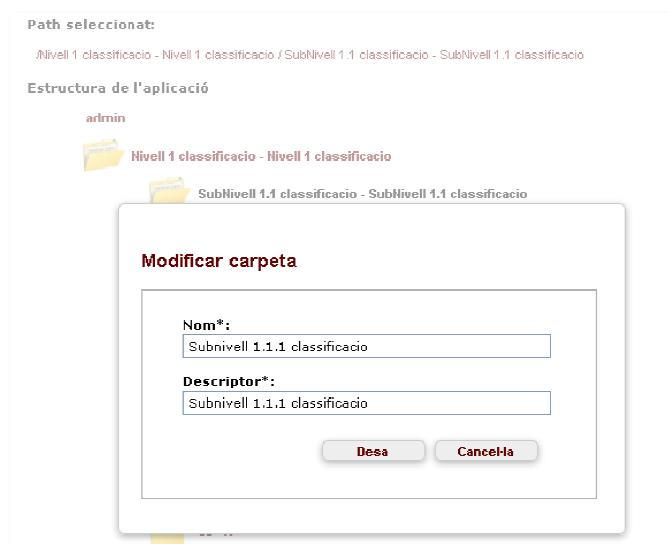 Path seleccionat:
/Nivell 1 classificacio - Nivell 1 classificacio / SubNivell 1.1 classificacio - SubNivell 1.1 classificacio
Estructura de l'aplicació
admin
Nivell 1 classificacio - Nivell 1 classificacio
SubNivell 1.1 classificacio - SubNivell 1.1 classificacio
Modificar carpeta
Nom*:
Subnivell 1.1.1 classificacio
Descriptor*:
Subnivell 1.1.1 classificacio
Desa
Cancel·la